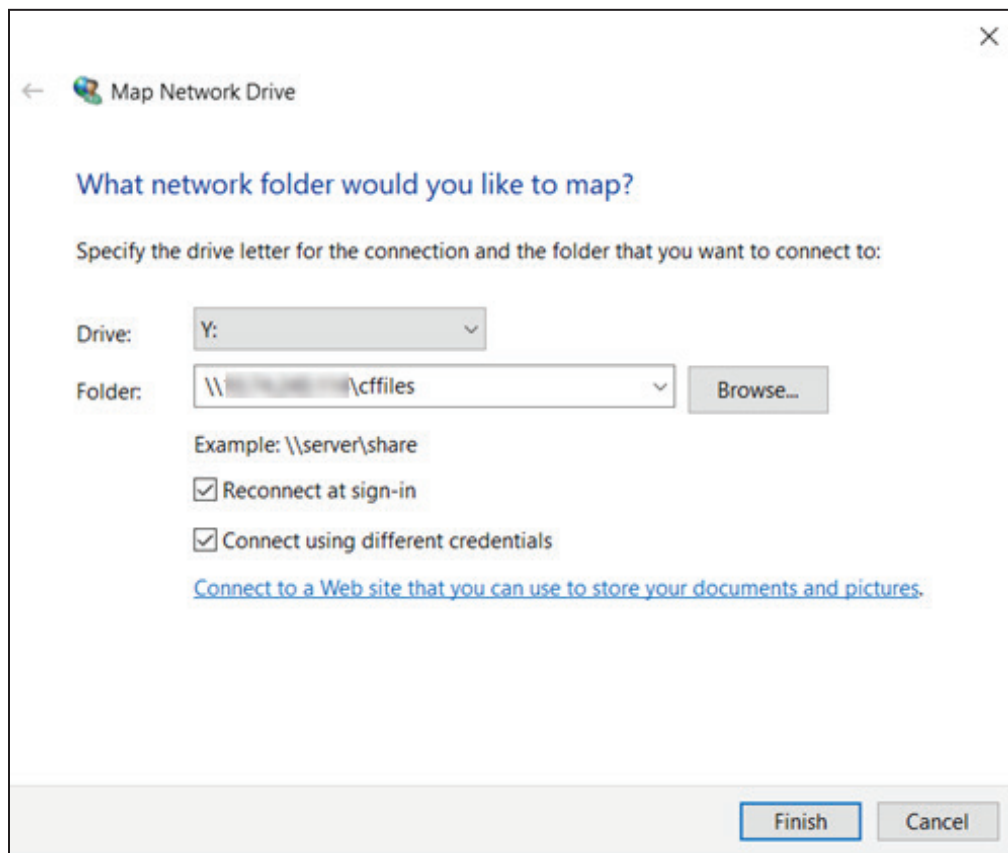 Map Network Drive
What network folder would you like to map?
Specify the drive letter for the connection and the folder that you want to connect to:
Drive: Y:
Folder: \\ \cffiles Browse...
Example: \\server\share
Reconnect at sign-in
Connect using different credentials
Connect to a Web site that you can use to store your documents and pictures.
Finish Cancel